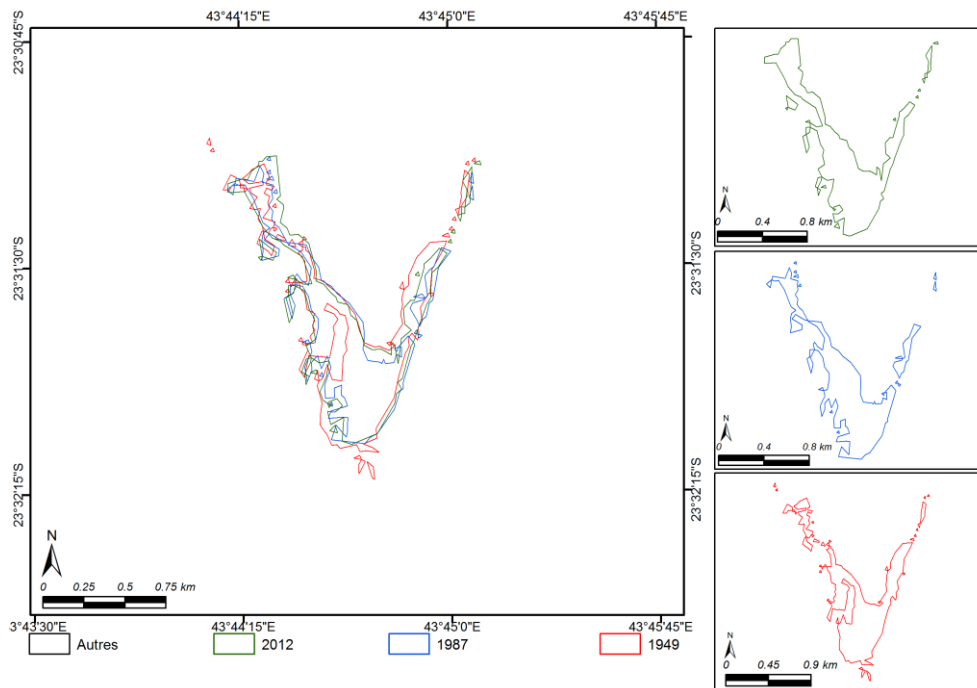 43°44'15"E 43°45'0"E 43°45'45"E
23°30'45"S
23°31'30"S
23°32'15"S
23°31'30"S
23°32'15"S
N
0 0.25 0.5 0.75 km
3°43'30"E 43°44'15"E 43°45'0"E 43°45'45"E
Autres 2012 1987 1949
N
0 0.4 0.8 km
N
0 0.4 0.8 km
N
0 0.45 0.9 km